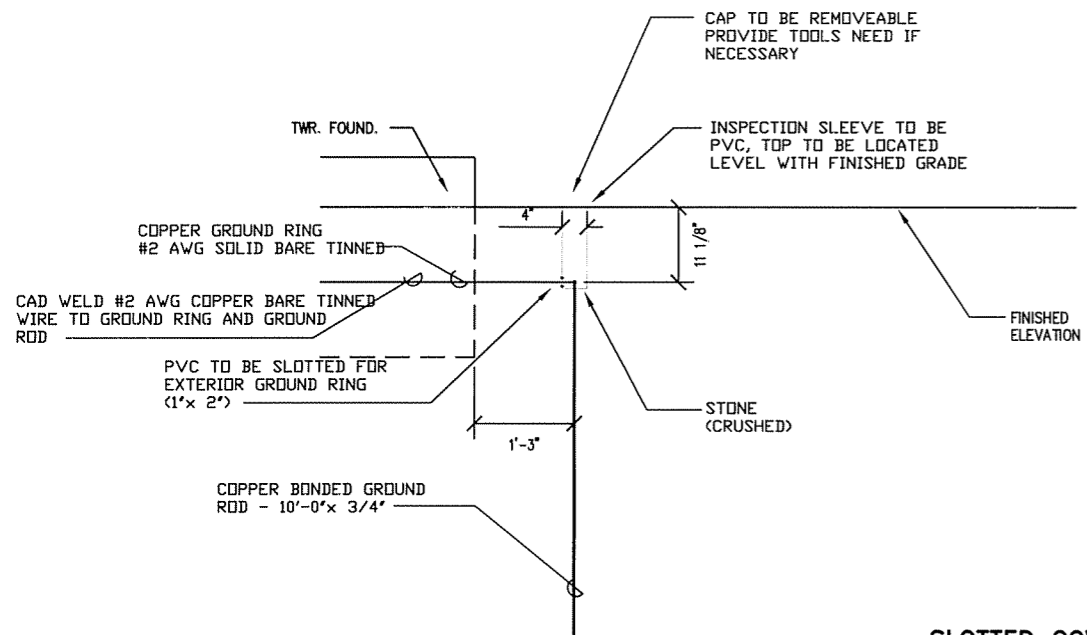 CAP TO BE REMOVEABLE
PROVIDE TOOLS NEED IF
NECESSARY
TWR. FOUND.
INSPECTION SLEEVE TO BE
PVC, TOP TO BE LOCATED
LEVEL WITH FINISHED GRADE
4"
11 1/8"
COPPER GROUND RING
#2 AWG SOLID BARE TINNED
CAD WELD #2 AWG COPPER BARE TINNED
WIRE TO GROUND RING AND GROUND
ROD
FINISHED
ELEVATION
PVC TO BE SLOTTED FOR
EXTERIOR GROUND RING
(1"x 2")
STONE
(CRUSHED)
1'-3"
COPPER BONDED GROUND
ROD - 10'-0"x 3/4"